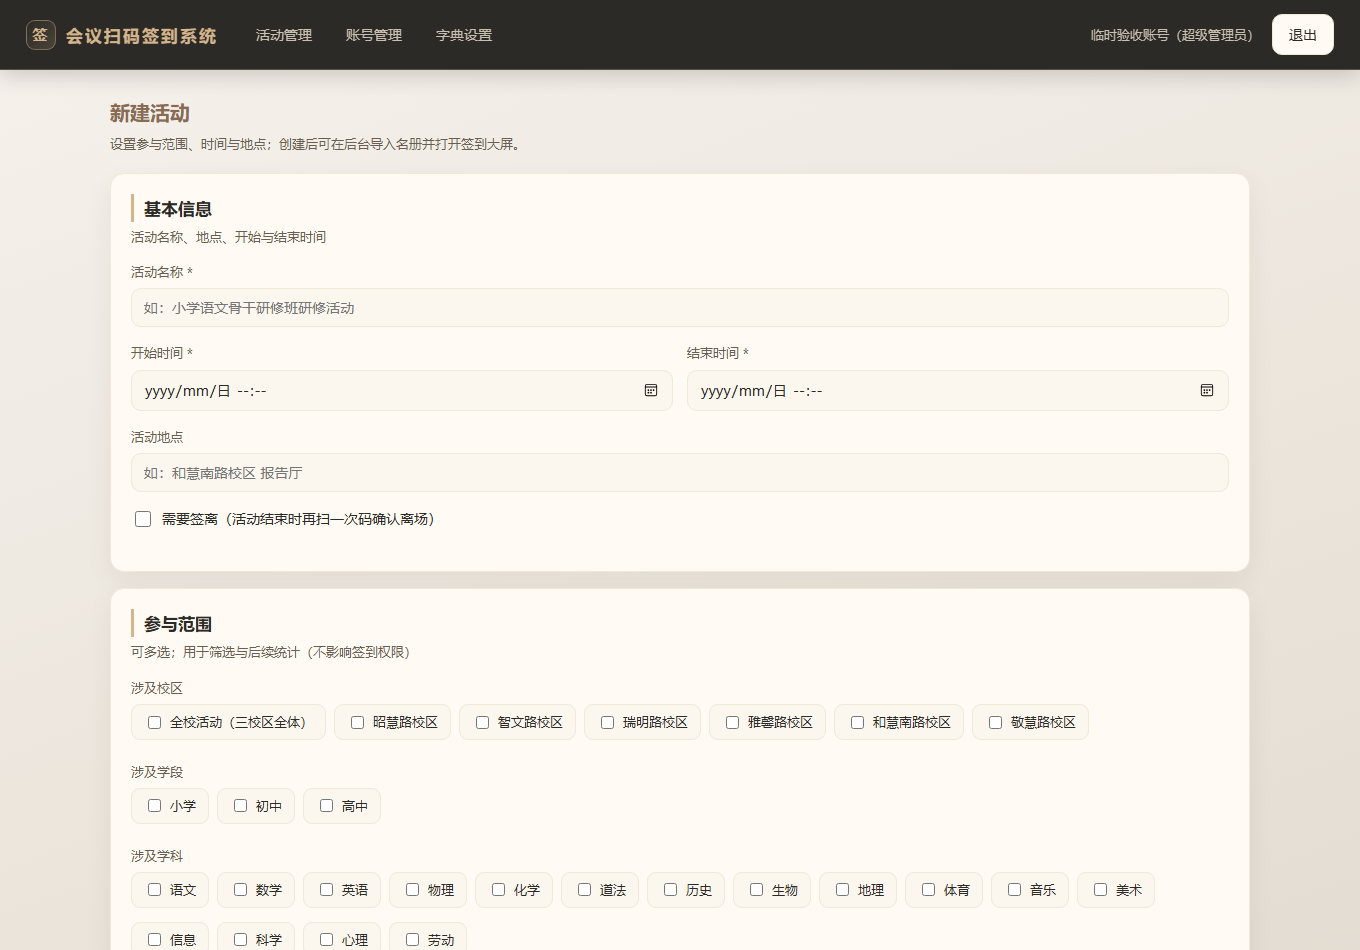 签 会议扫码签到系统 活动管理 账号管理 字典设置 临时验收账号（超级管理员） 退出
新建活动
设置参与范围、时间与地点；创建后可在后台导入名册并打开签到大屏。
基本信息
活动名称、地点、开始与结束时间
活动名称 *
如：小学语文骨干研修班研修活动
开始时间 * 结束时间 *
yyyy/mm/日 --:-- yyyy/mm/日 --:--
活动地点
如：和慧南路校区 报告厅
需要签离（活动结束时再扫一次码确认离场）
参与范围
可多选；用于筛选与后续统计（不影响签到权限）
涉及校区
全校活动（三校区全体） 昭慧路校区 智文路校区 瑞明路校区 雅馨路校区 和慧南路校区 敬慧路校区
涉及学段
小学 初中 高中
涉及学科
语文 数学 英语 物理 化学 道法 历史 生物 地理 体育 音乐 美术
信息 科学 心理 劳动